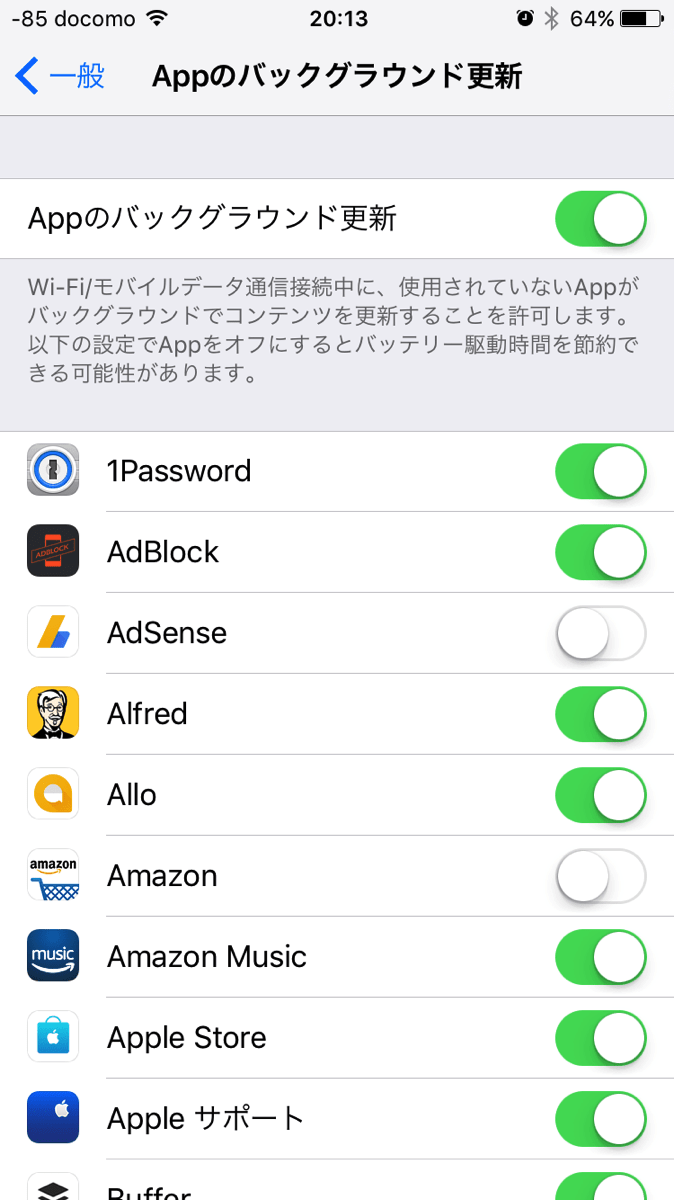 -85 docomo 20:13 64%
一般 Appのバックグラウンド更新
Appのバックグラウンド更新
Wi-Fi/モバイルデータ通信接続中に、使用されていないAppが
バックグラウンドでコンテンツを更新することを許可します。
以下の設定でAppをオフにするとバッテリー駆動時間を節約で
きる可能性があります。
1Password
ADBLOCK
AdBlock
AdSense
Alfred
Allo
amazon
Amazon
music
Amazon Music
Apple Store
Apple サポート
Buffer